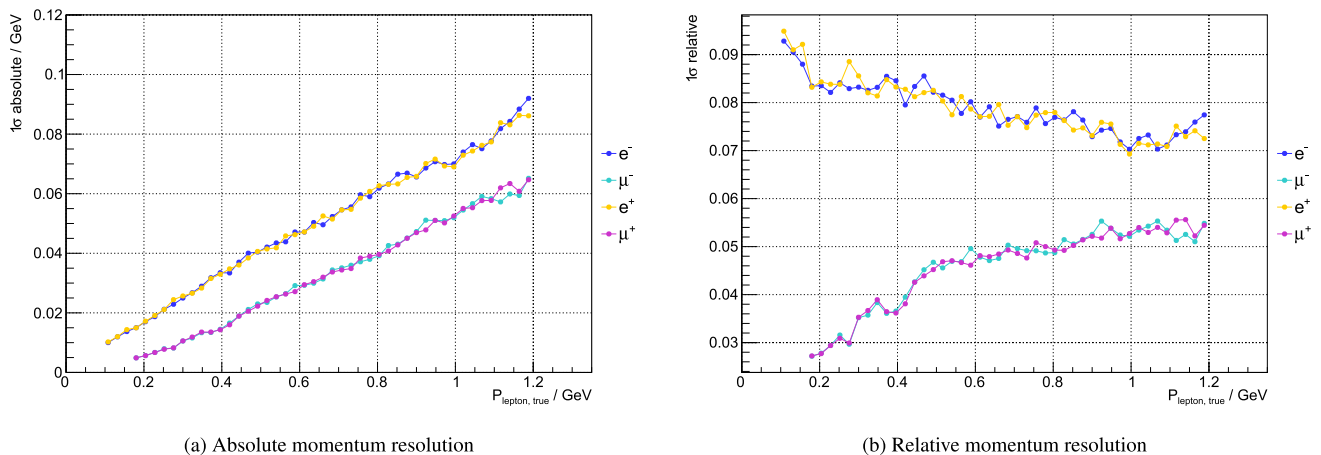 1σ absolute / GeV
0.12
0.1
0.08
0.06
0.04
0.02
0
0 0.2 0.4 0.6 0.8 1 1.2
P lepton, true / GeV
e⁻
μ⁻
e⁺
μ⁺
(a) Absolute momentum resolution
1σ relative
0.09
0.08
0.07
0.06
0.05
0.04
0.03
0 0.2 0.4 0.6 0.8 1 1.2
P lepton, true / GeV
e⁻
μ⁻
e⁺
μ⁺
(b) Relative momentum resolution